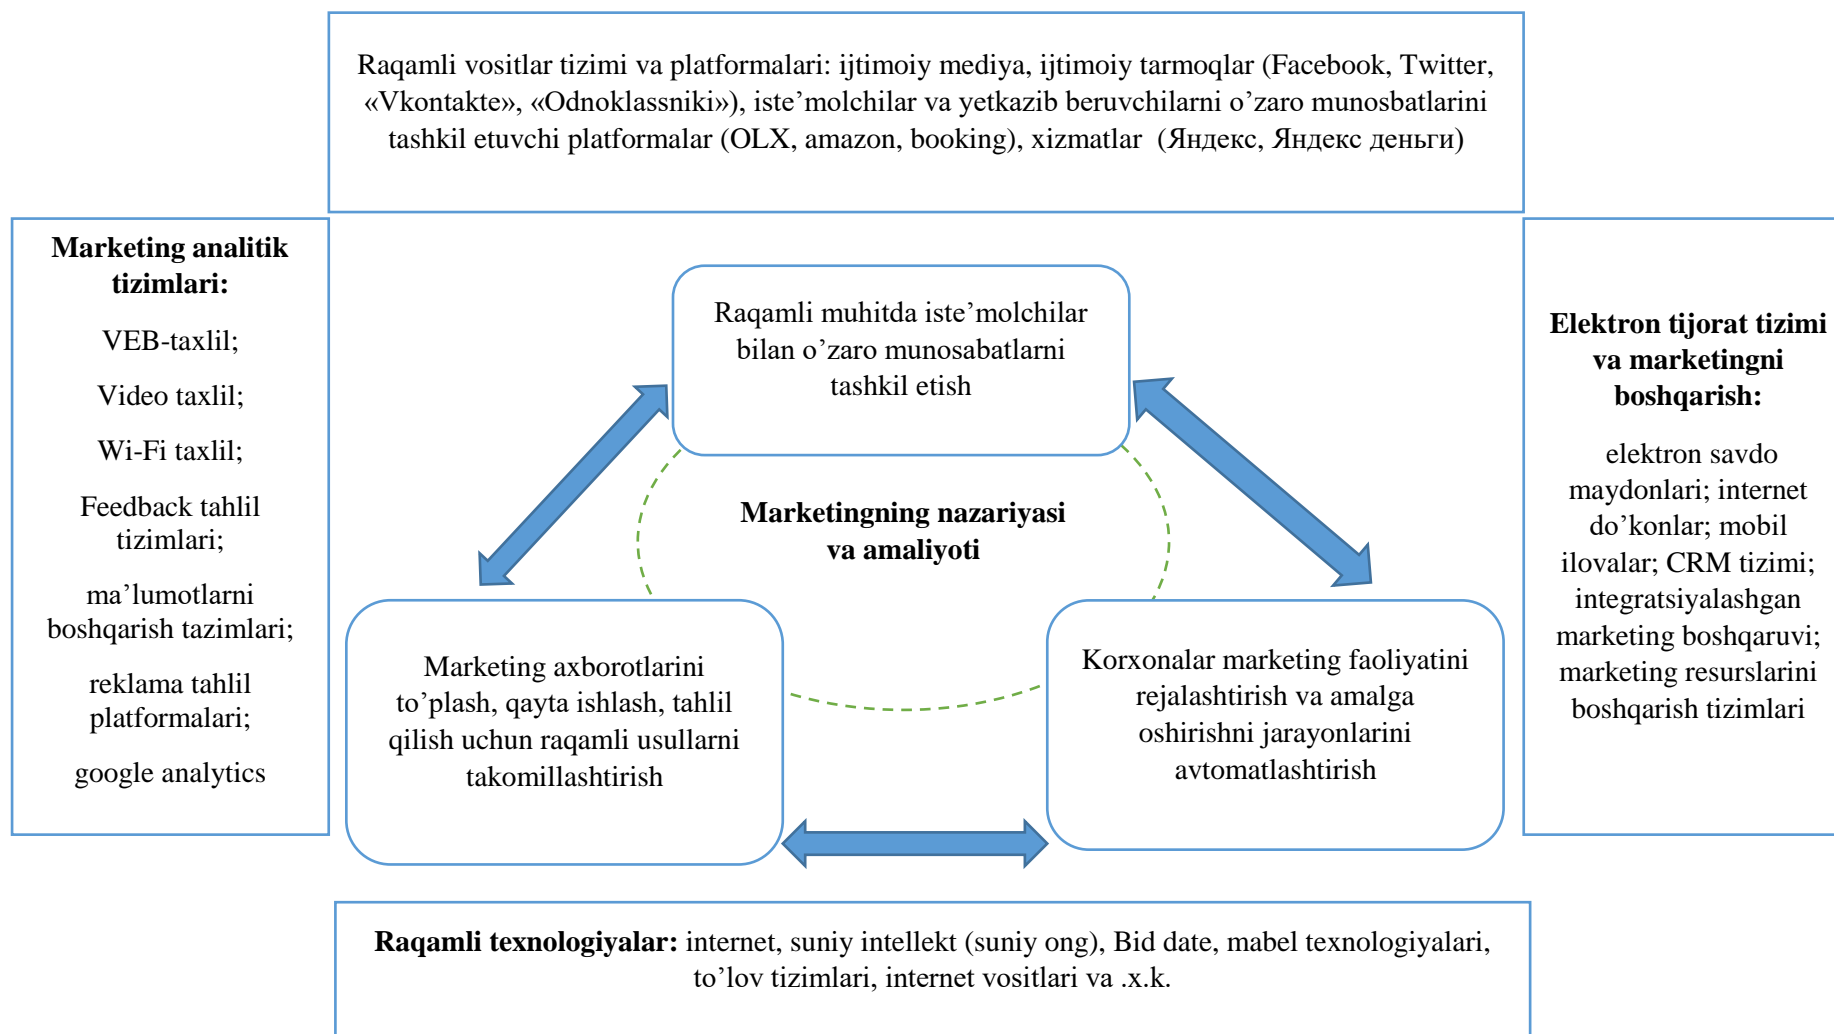 Raqamli vositlar tizimi va platformalari: ijtimoiy mediya, ijtimoiy tarmoqlar (Facebook, Twitter,
«Vkontakte», «Odnoklassniki»), iste’molchilar va yetkazib beruvchilarni o’zaro munosbatlarini
tashkil etuvchi platformalar (OLX, amazon, booking), xizmatlar (Яндекс, Яндекс деньги)
Marketing analitik
tizimlari:
VEB-taxlil;
Video taxlil;
Wi-Fi taxlil;
Feedback tahlil
tizimlari;
ma’lumotlarni
boshqarish tazimlari;
reklama tahlil
platformalari;
google analytics
Raqamli muhitda iste’molchilar
bilan o’zaro munosabatlarni
tashkil etish
Marketingning nazariyasi
va amaliyoti
Marketing axborotlarini
to’plash, qayta ishlash, tahlil
qilish uchun raqamli usullarni
takomillashtirish
Korxonalar marketing faoliyatini
rejalashtirish va amalga
oshirishni jarayonlarini
avtomatlashtirish
Elektron tijorat tizimi
va marketingni
boshqarish:
elektron savdo
maydonlari; internet
do’konlar; mobil
ilovalar; CRM tizimi;
integratsiyalashgan
marketing boshqaruvi;
marketing resurslarini
boshqarish tizimlari
Raqamli texnologiyalar: internet, suniy intellekt (suniy ong), Bid date, mabel texnologiyalari,
to’lov tizimlari, internet vositlari va .x.k.